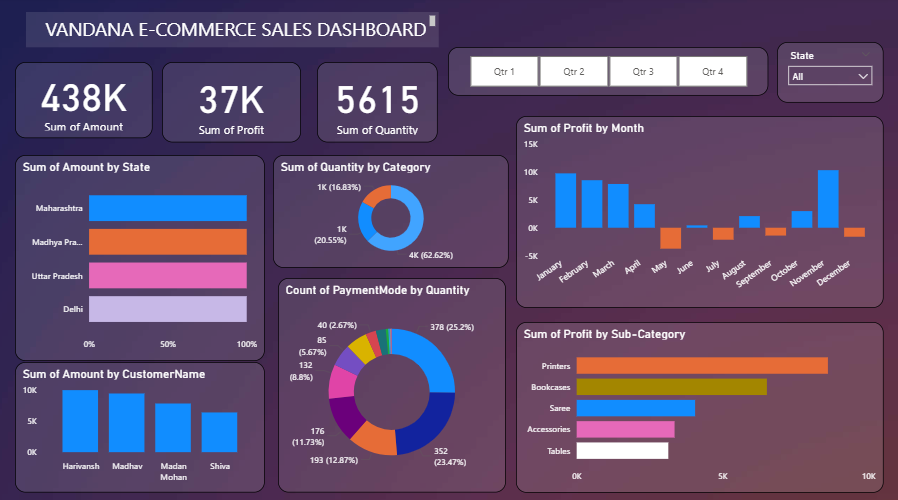 VANDANA E-COMMERCE SALES DASHBOARD
Qtr 1
Qtr 2
Qtr 3
Qtr 4
State
All
438K
Sum of Amount
37K
Sum of Profit
5615
Sum of Quantity
Sum of Amount by State
Maharashtra
Madhya Pra...
Uttar Pradesh
Delhi
0%
50%
100%
Sum of Quantity by Category
1K (16.83%)
1K
(20.55%)
4K (62.62%)
Sum of Profit by Month
15K
10K
5K
0K
-5K
January
February
March
April
May
June
July
August
September
October
November
December
Count of PaymentMode by Quantity
40 (2.67%)
85
(5.67%)
132
(8.8%)
176
(11.73%)
193 (12.87%)
352
(23.47%)
378 (25.2%)
Sum of Amount by CustomerName
10K
5K
0K
Harivansh
Madhav
Madan
Mohan
Shiva
Sum of Profit by Sub-Category
Printers
Bookcases
Saree
Accessories
Tables
0K
5K
10K